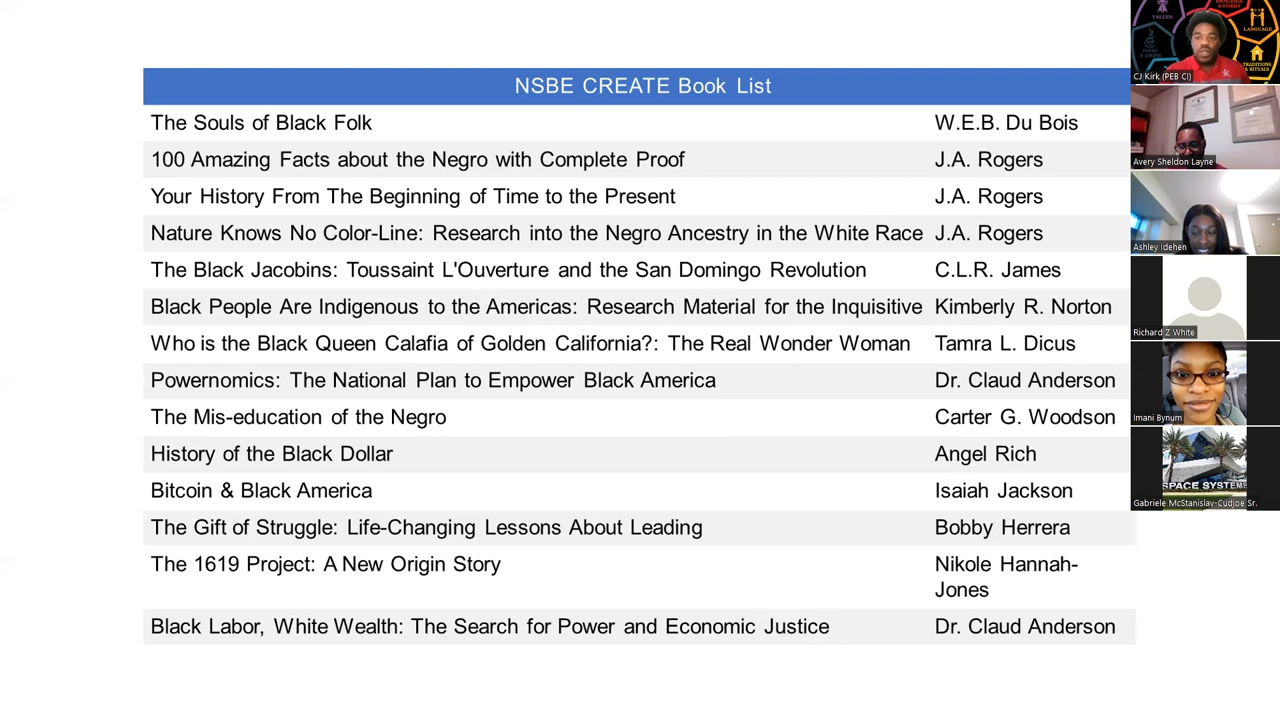 NSBE CREATE Book List
The Souls of Black Folk W.E.B. Du Bois
100 Amazing Facts about the Negro with Complete Proof J.A. Rogers
Your History From The Beginning of Time to the Present J.A. Rogers
Nature Knows No Color-Line: Research into the Negro Ancestry in the White Race J.A. Rogers
The Black Jacobins: Toussaint L'Ouverture and the San Domingo Revolution C.L.R. James
Black People Are Indigenous to the Americas: Research Material for the Inquisitive Kimberly R. Norton
Who is the Black Queen Calafia of Golden California?: The Real Wonder Woman Tamra L. Dicus
Powernomics: The National Plan to Empower Black America Dr. Claud Anderson
The Mis-education of the Negro Carter G. Woodson
History of the Black Dollar Angel Rich
Bitcoin & Black America Isaiah Jackson
The Gift of Struggle: Life-Changing Lessons About Leading Bobby Herrera
The 1619 Project: A New Origin Story Nikole Hannah-
Jones
Black Labor, White Wealth: The Search for Power and Economic Justice Dr. Claud Anderson
VALUES
KNOWLEDGE
& STORIES
LANGUAGE
FOOD
& DRINK
TRADITIONS
& RITUALS
CJ Kirk (PEB CI)
Avery Sheldon Layne
Ashley Idehen
Richard Z White
Imani Bynum
SPACE SYSTEMS
Gabriele McStanislav-Cudjoe Sr.